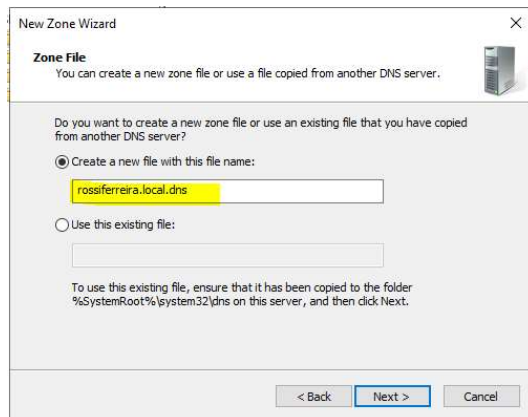 New Zone Wizard
Zone File
You can create a new zone file or use a file copied from another DNS server.
Do you want to create a new zone file or use an existing file that you have copied
from another DNS server?
Create a new file with this file name:
rossiferreira.local.dns
Use this existing file:
To use this existing file, ensure that it has been copied to the folder
%SystemRoot%\system32\dns on this server, and then click Next.
< Back Next > Cancel